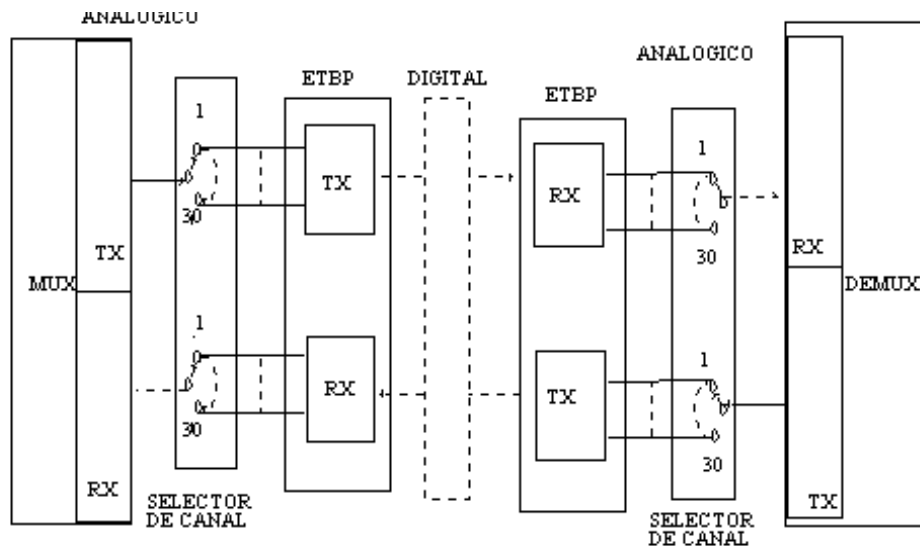 ANALOGICO
ETBP
DIGITAL
ETBP
ANALOGICO
1
30
TX
RX
1
30
TX
MUX
RX
DEMUX
1
30
RX
TX
1
30
RX
TX
SELECTOR
DE CANAL
SELECTOR
DE CANAL